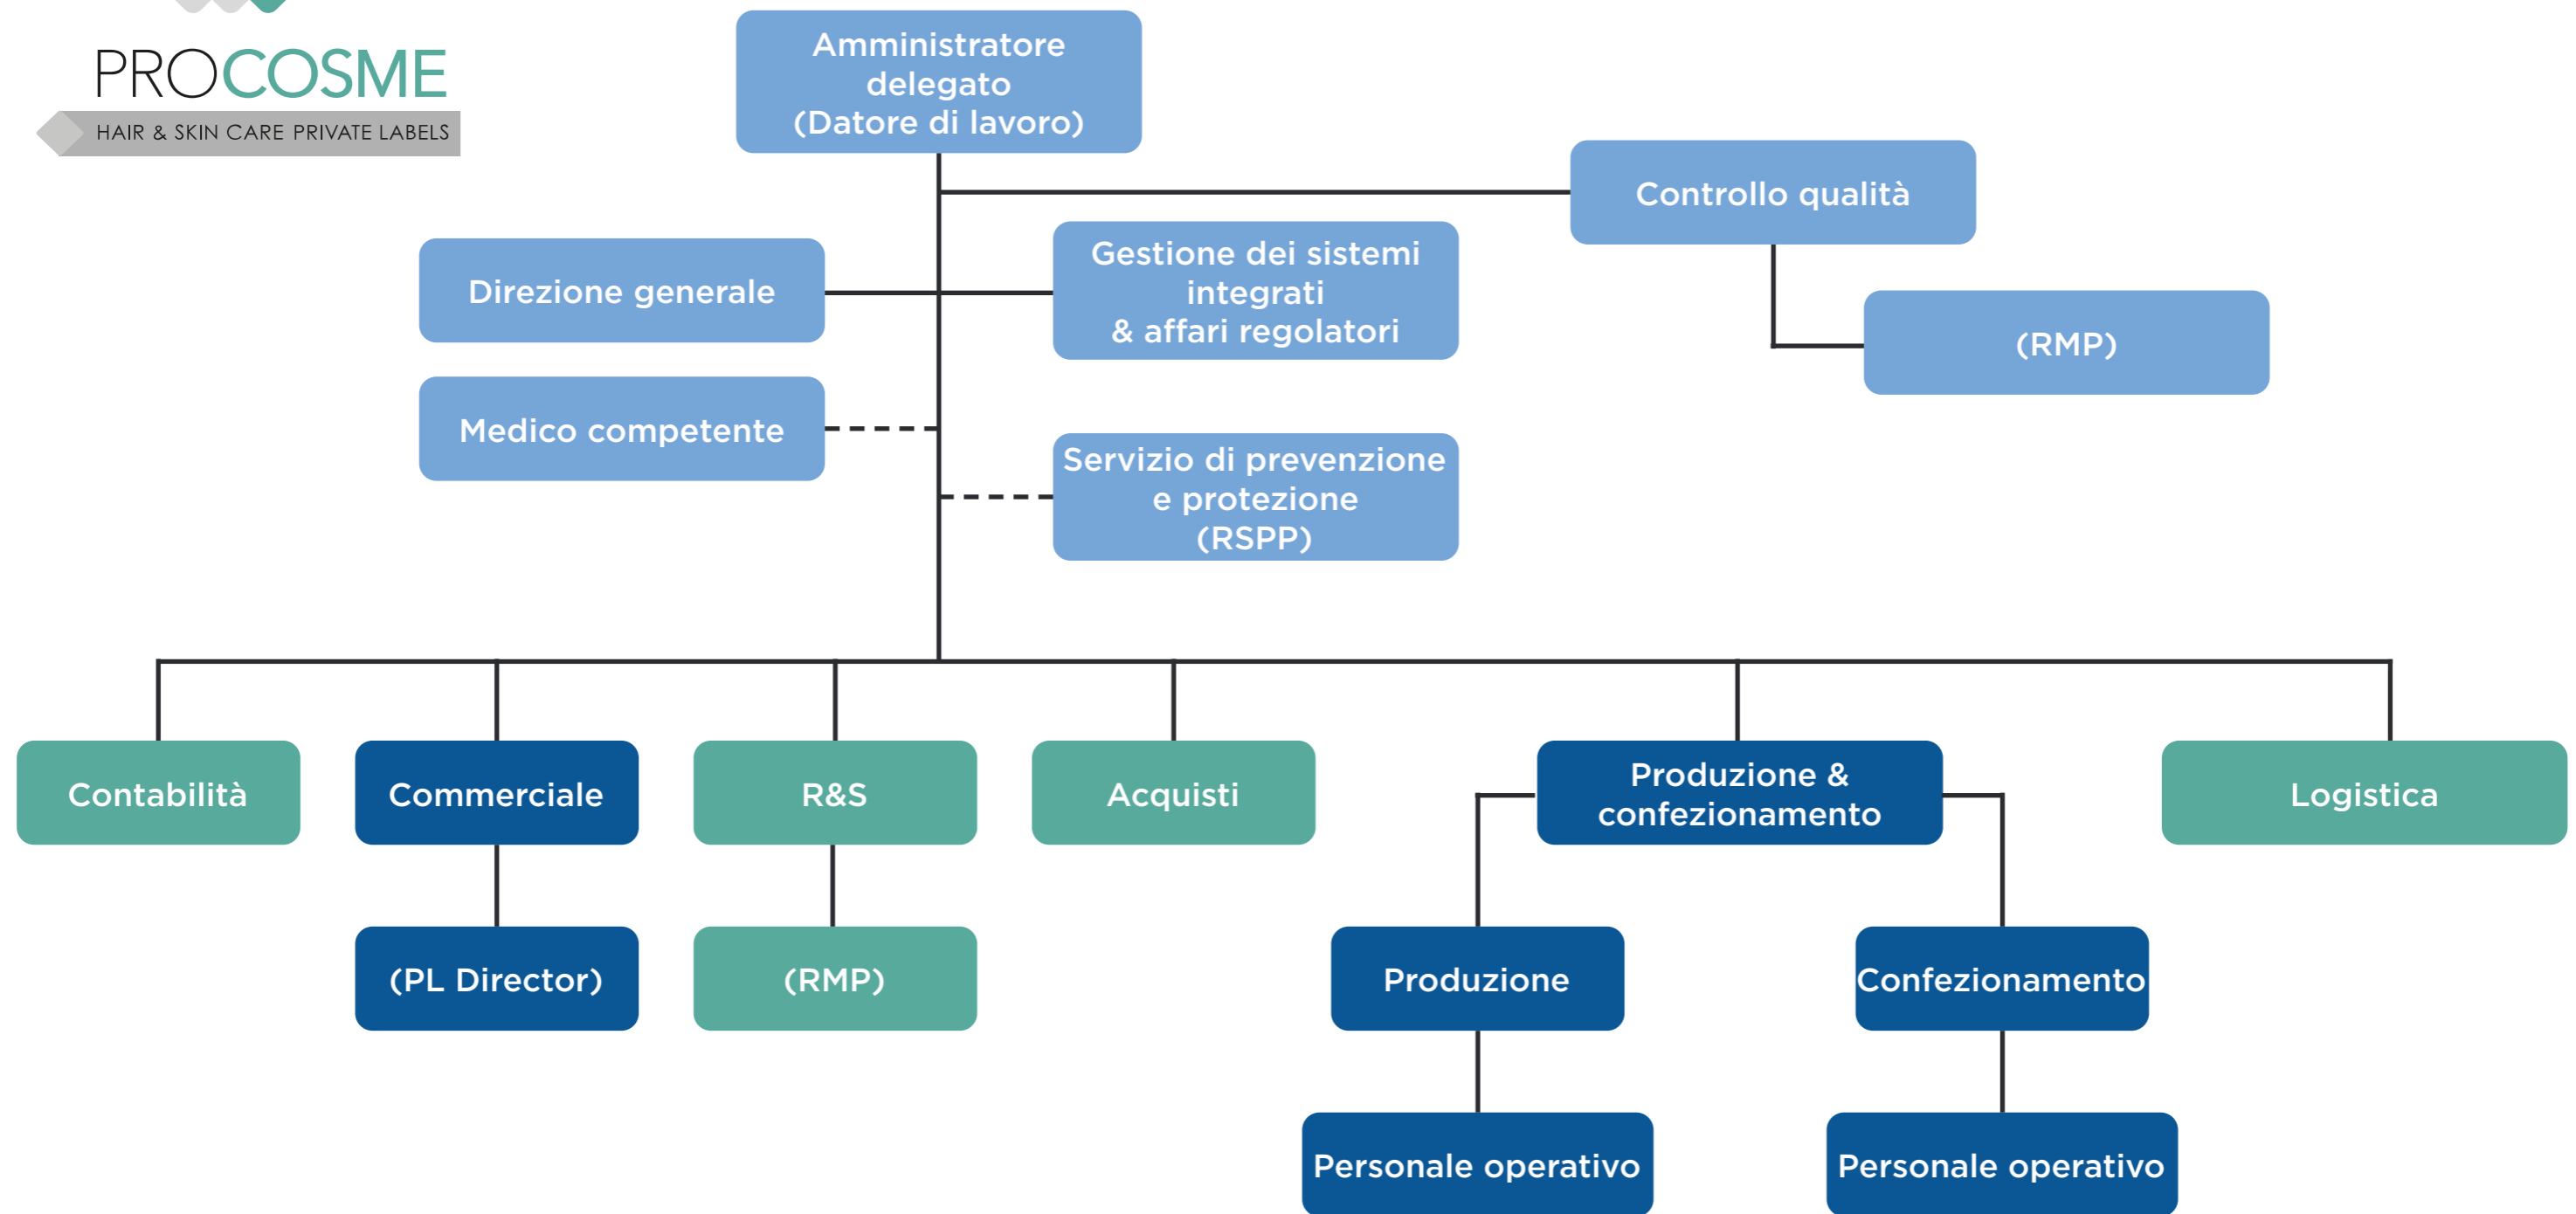 PROCOSME
HAIR & SKIN CARE PRIVATE LABELS
Amministratore
delegato
(Datore di lavoro)
Controllo qualità
Direzione generale
Gestione dei sistemi
integrati
& affari regolatori
(RMP)
Medico competente
Servizio di prevenzione
e protezione
(RSPP)
Contabilità
Commerciale
R&S
Acquisti
Produzione &
confezionamento
Logistica
(PL Director)
(RMP)
Produzione
Confezionamento
Personale operativo
Personale operativo